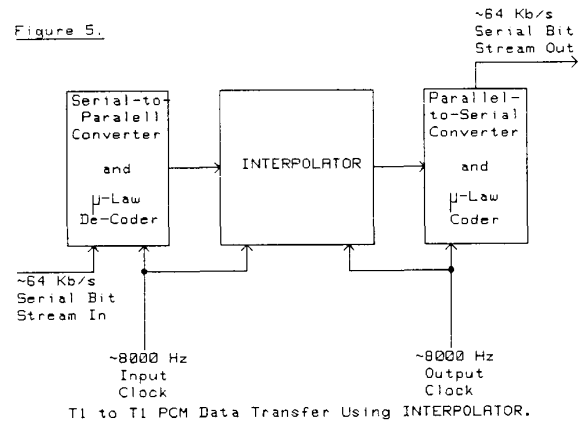 Figure 5.
~64 Kb/s
Serial Bit
Stream Out
Serial-to-
Paralell
Converter
and
μ-Law
De-Coder
INTERPOLATOR
Parallel-
to-Serial
Converter
and
μ-Law
Coder
~64 Kb/s
Serial Bit
Stream In
~8000 Hz
Input
Clock
~8000 Hz
Output
Clock
T1 to T1 PCM Data Transfer Using INTERPOLATOR.